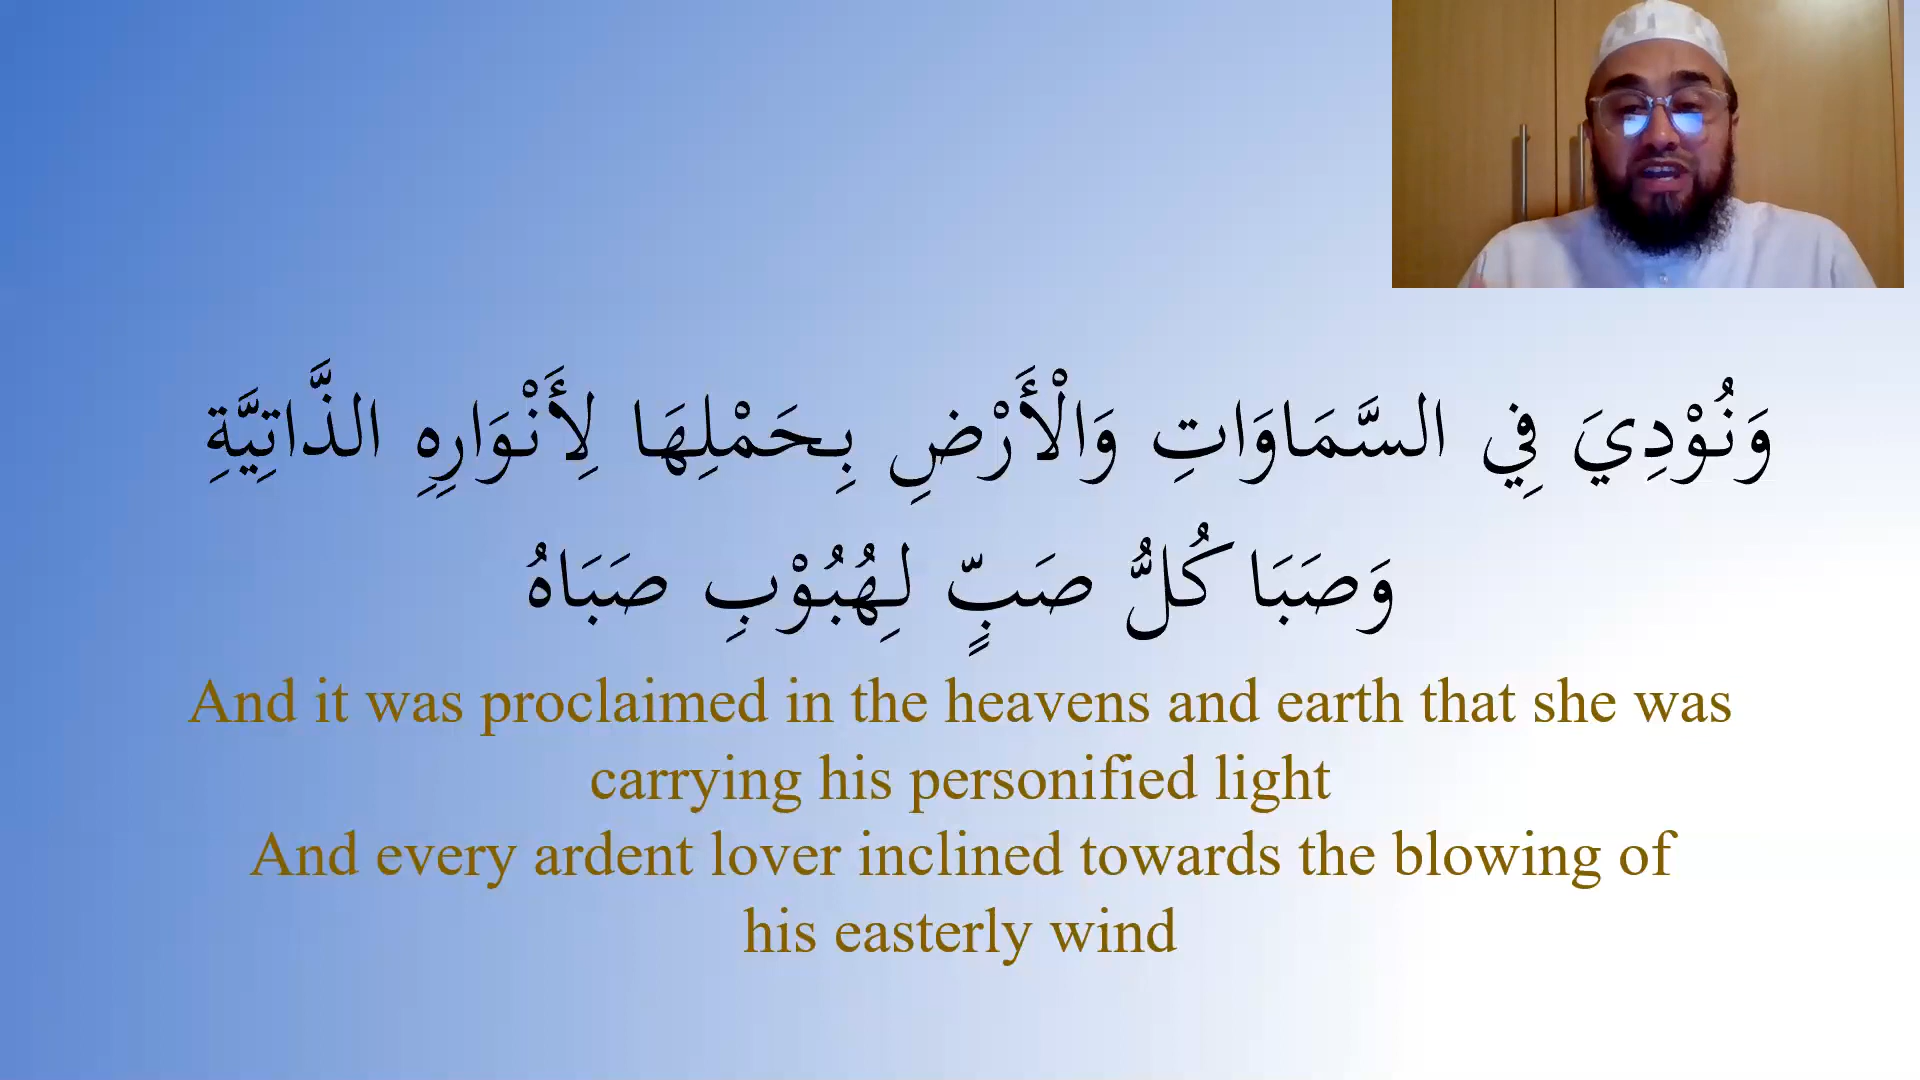 وَنُوْدِيَ فِي السَّمَاوَاتِ وَالْأَرْضِ بِحَمْلِهَا لِأَنْوَارِهِ الذَّاتِيَّةِ
وَصَبَا كُلُّ صَبٍّ لِهُبُوْبِ صَبَاهُ
And it was proclaimed in the heavens and earth that she was
carrying his personified light
And every ardent lover inclined towards the blowing of
his easterly wind